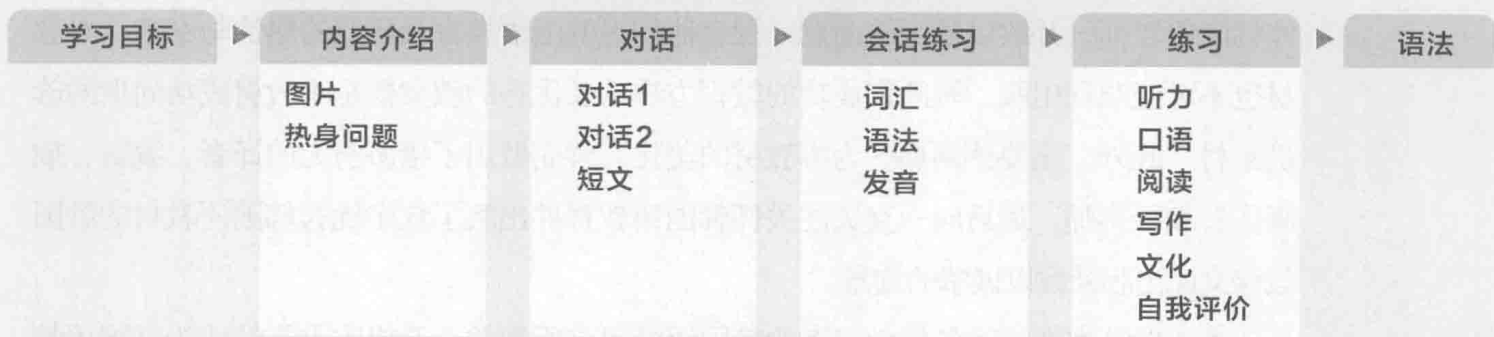 学习目标 ▶ 内容介绍 ▶ 对话 ▶ 会话练习 ▶ 练习 ▶ 语法
图片
热身问题
对话1
对话2
短文
词汇
语法
发音
听力
口语
阅读
写作
文化
自我评价